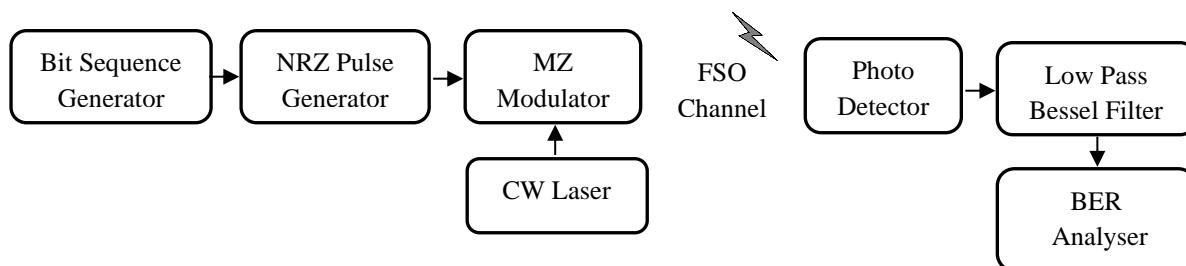 Bit Sequence
Generator
NRZ Pulse
Generator
MZ
Modulator
FSO
Channel
Photo
Detector
Low Pass
Bessel Filter
CW Laser
BER
Analyser